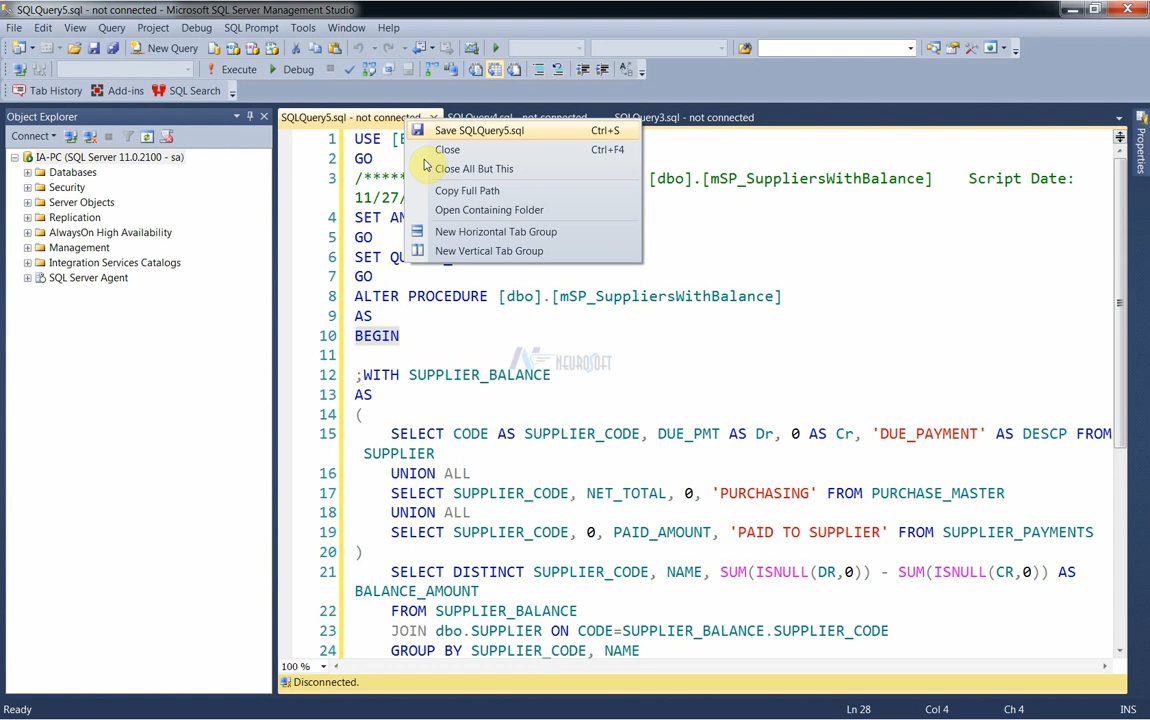 SQLQuery5.sql - not connected - Microsoft SQL Server Management Studio
File Edit View Query Project Debug SQL Prompt Tools Window Help
New Query
Execute Debug
Tab History Add-ins SQL Search
Object Explorer
Connect
IA-PC (SQL Server 11.0.2100 - sa)
Databases
Security
Server Objects
Replication
AlwaysOn High Availability
Management
Integration Services Catalogs
SQL Server Agent
SQLQuery5.sql - not connected SQLQuery4.sql - not connected SQLQuery3.sql - not connected
Save SQLQuery5.sql Ctrl+S
Close Ctrl+F4
Close All But This
Copy Full Path
Open Containing Folder
New Horizontal Tab Group
New Vertical Tab Group
1 USE [
2 GO
3 /***** [dbo].[mSP_SuppliersWithBalance] Script Date:
11/27/
4 SET AN
5 GO
6 SET QU
7 GO
8 ALTER PROCEDURE [dbo].[mSP_SuppliersWithBalance]
9 AS
10 BEGIN
11
NEUROSOFT
12 ;WITH SUPPLIER_BALANCE
13 AS
14 (
15 SELECT CODE AS SUPPLIER_CODE, DUE_PMT AS Dr, 0 AS Cr, 'DUE_PAYMENT' AS DESCP FROM
SUPPLIER
16 UNION ALL
17 SELECT SUPPLIER_CODE, NET_TOTAL, 0, 'PURCHASING' FROM PURCHASE_MASTER
18 UNION ALL
19 SELECT SUPPLIER_CODE, 0, PAID_AMOUNT, 'PAID TO SUPPLIER' FROM SUPPLIER_PAYMENTS
20 )
21 SELECT DISTINCT SUPPLIER_CODE, NAME, SUM(ISNULL(DR,0)) - SUM(ISNULL(CR,0)) AS
BALANCE_AMOUNT
22 FROM SUPPLIER_BALANCE
23 JOIN dbo.SUPPLIER ON CODE=SUPPLIER_BALANCE.SUPPLIER_CODE
24 GROUP BY SUPPLIER_CODE, NAME
100 %
Disconnected.
Ready Ln 28 Col 4 Ch 4 INS
Properties